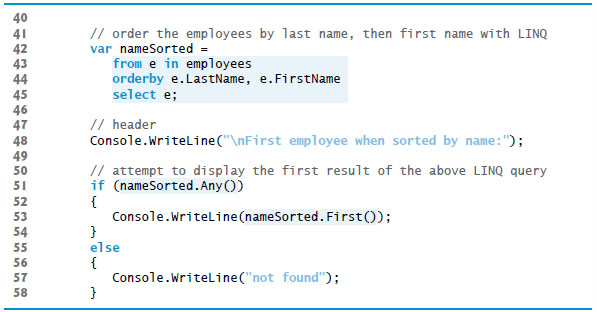 40
41 // order the employees by last name, then first name with LINQ
42 var nameSorted =
43 from e in employees
44 orderby e.LastName, e.FirstName
45 select e;
46
47 // header
48 Console.WriteLine("\nFirst employee when sorted by name:");
49
50 // attempt to display the first result of the above LINQ query
51 if (nameSorted.Any())
52 {
53 Console.WriteLine(nameSorted.First());
54 }
55 else
56 {
57 Console.WriteLine("not found");
58 }